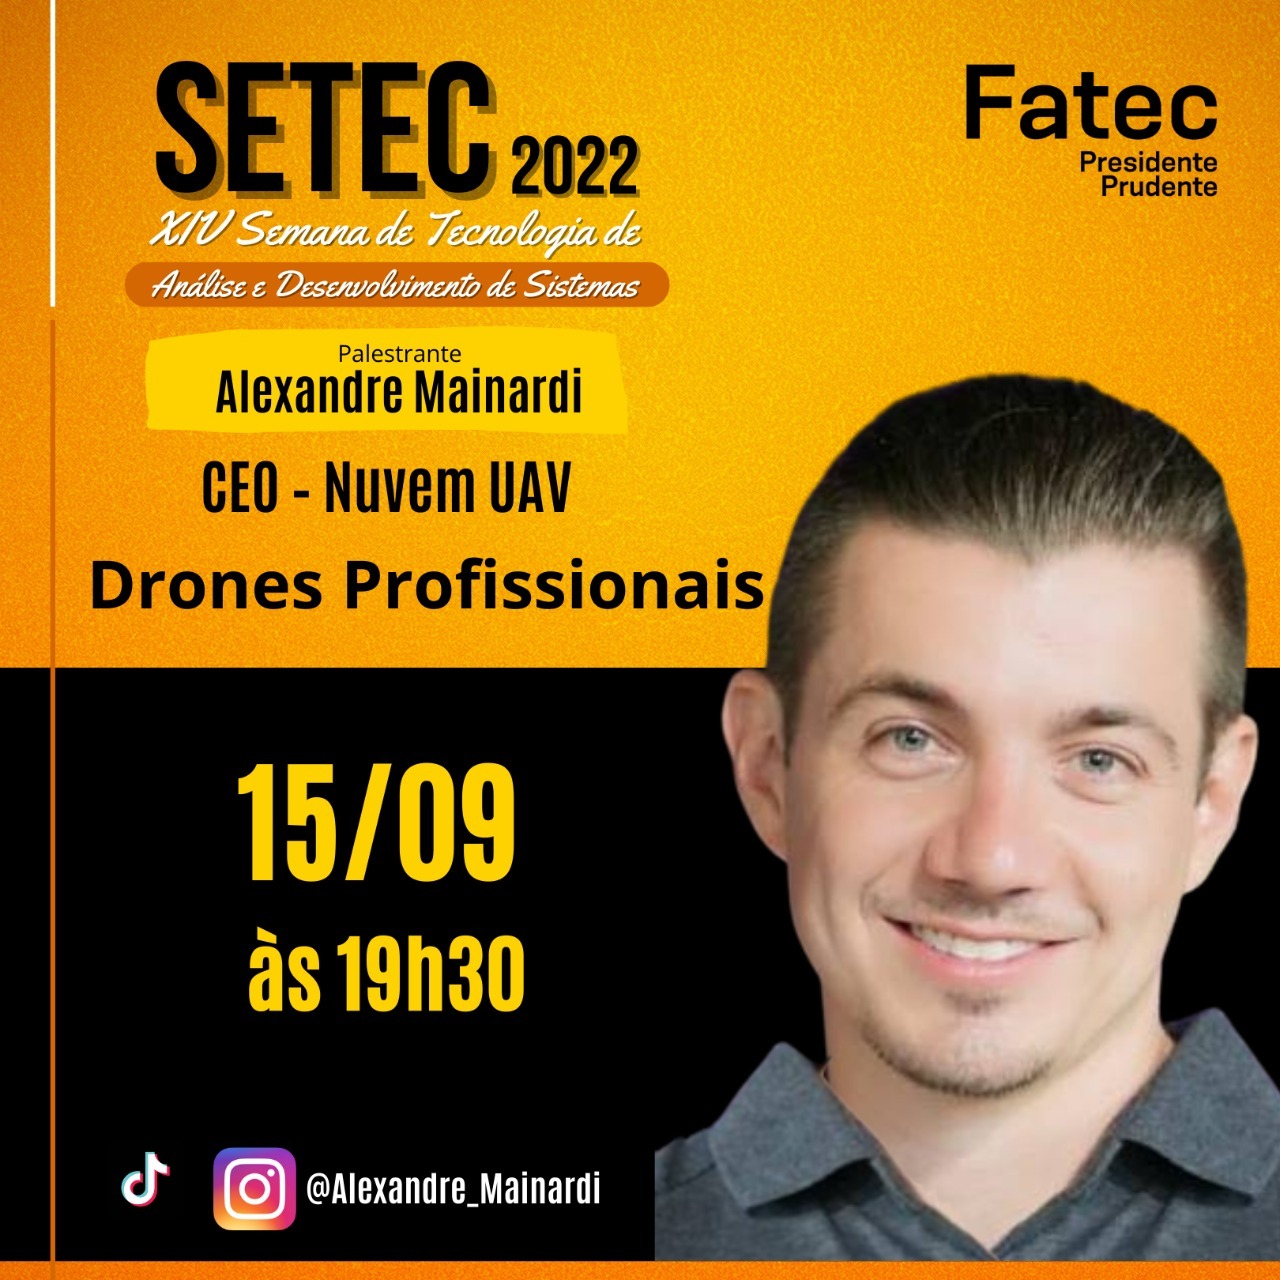 SETEC 2022
XIV Semana de Tecnologia de
Análise e Desenvolvimento de Sistemas
Fatec
Presidente
Prudente
Palestrante
Alexandre Mainardi
CEO - Nuvem UAV
Drones Profissionais
15/09
às 19h30
@Alexandre_Mainardi